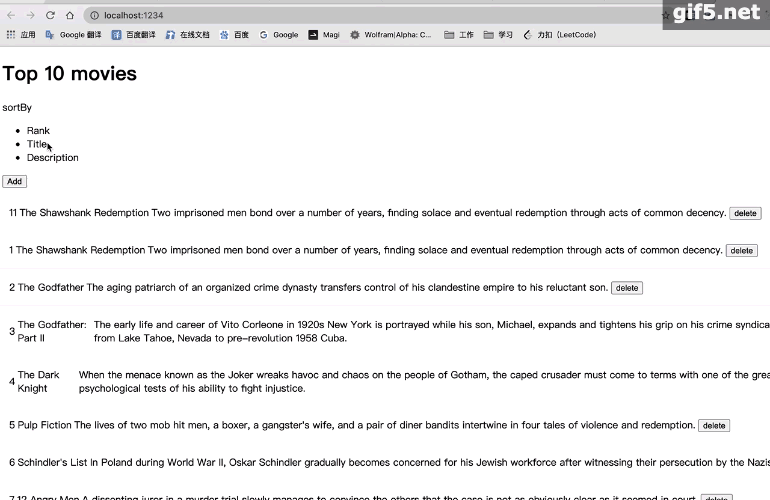 localhost:1234
gif5.net
应用 Google 翻译 百度翻译 在线文档 百度 Google Magi Wolfram|Alpha: C... 工作 学习 力扣 (LeetCode)
Top 10 movies
sortBy
Rank
Title
Description
Add
11 The Shawshank Redemption Two imprisoned men bond over a number of years, finding solace and eventual redemption through acts of common decency. delete
1 The Shawshank Redemption Two imprisoned men bond over a number of years, finding solace and eventual redemption through acts of common decency. delete
2 The Godfather The aging patriarch of an organized crime dynasty transfers control of his clandestine empire to his reluctant son. delete
3 The Godfather: The early life and career of Vito Corleone in 1920s New York is portrayed while his son, Michael, expands and tightens his grip on his crime syndica
Part II from Lake Tahoe, Nevada to pre-revolution 1958 Cuba.
4 The Dark When the menace known as the Joker wreaks havoc and chaos on the people of Gotham, the caped crusader must come to terms with one of the grea
Knight psychological tests of his ability to fight injustice.
5 Pulp Fiction The lives of two mob hit men, a boxer, a gangster's wife, and a pair of diner bandits intertwine in four tales of violence and redemption. delete
6 Schindler's List In Poland during World War II, Oskar Schindler gradually becomes concerned for his Jewish workforce after witnessing their persecution by the Nazis
7 12 Angry Men A dissenting juror in a murder trial slowly manages to convince the others that the case is not as obviously clear as it seemed in court. delete